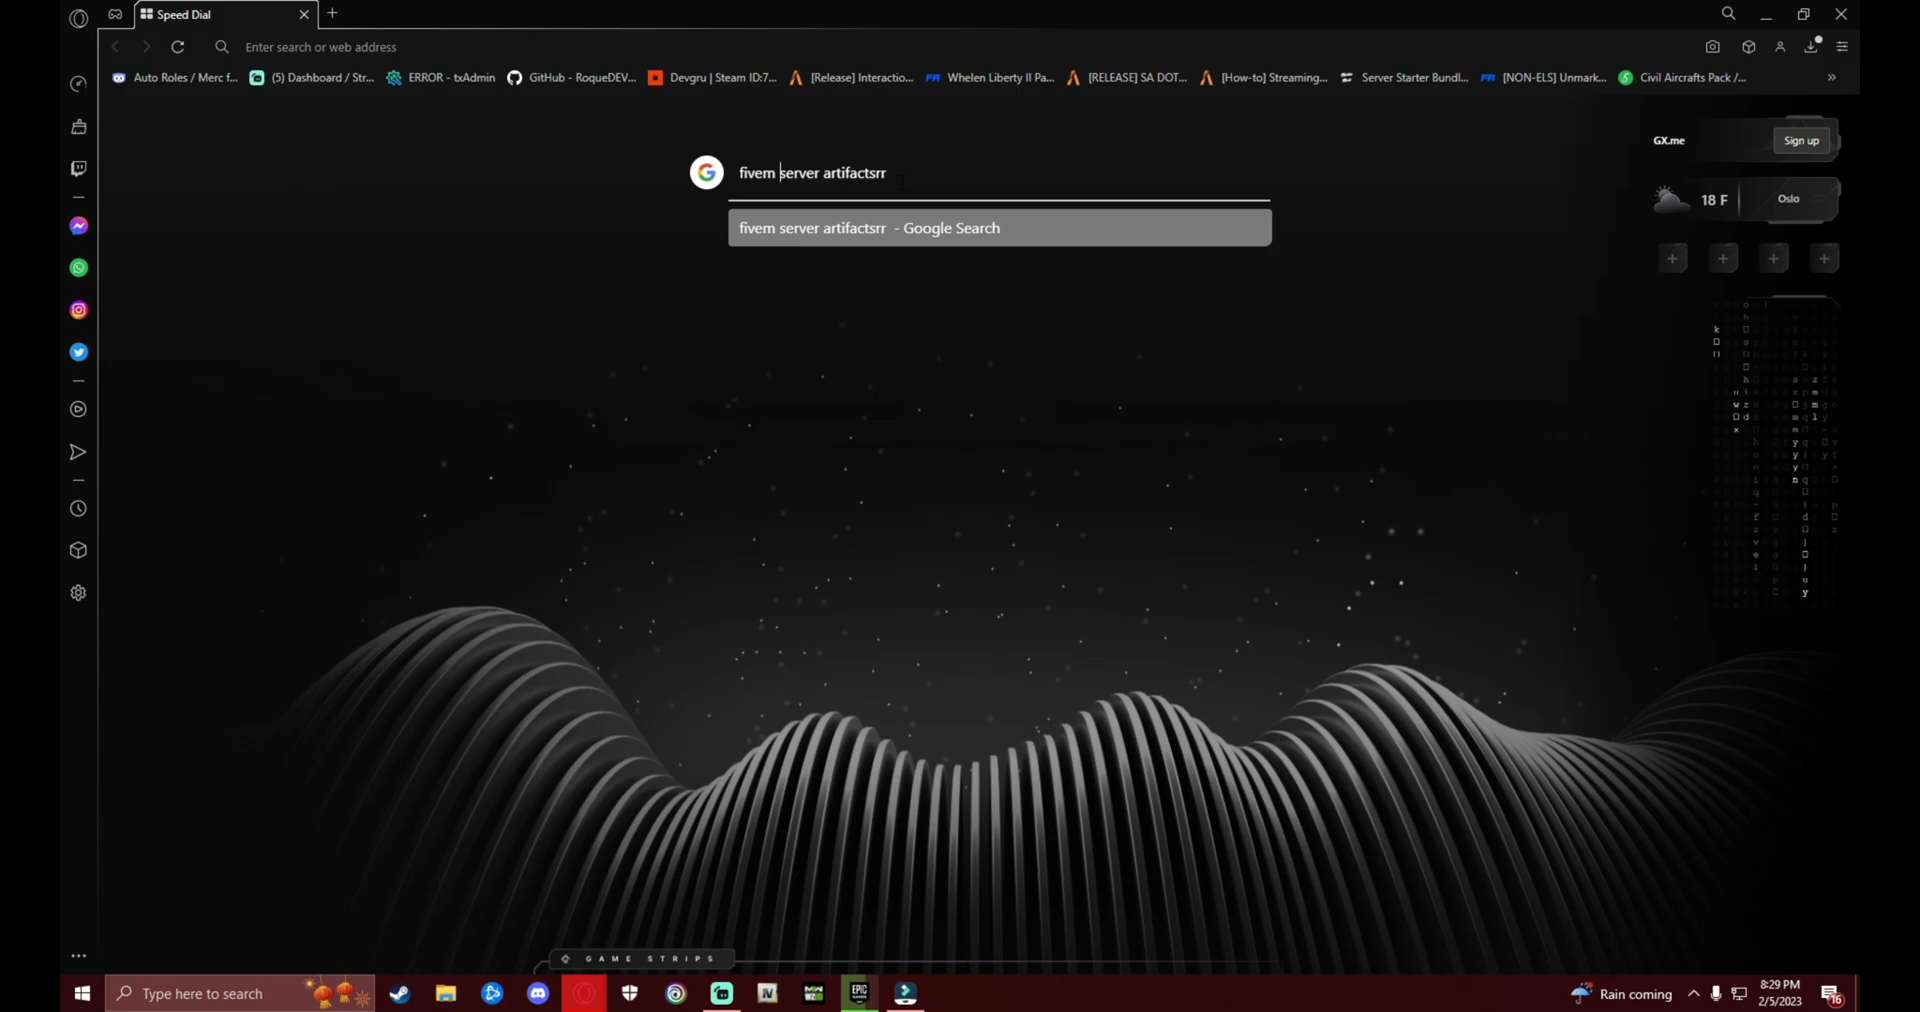 Speed Dial
Enter search or web address
Auto Roles / Merc f...
(5) Dashboard / Str...
ERROR - txAdmin
GitHub - RoqueDEV...
Devgru | Steam ID:7...
[Release] Interactio...
Whelen Liberty II Pa...
[RELEASE] SA DOT...
[How-to] Streaming...
Server Starter Bundl...
[NON-ELS] Unmark...
Civil Aircrafts Pack /...
GX.me
Sign up
fivem server artifactsrr
18 F
Oslo
fivem server artifactsrr - Google Search
GAME STRIPS
Type here to search
EPIC GAMES
Rain coming
8:29 PM
2/5/2023
16